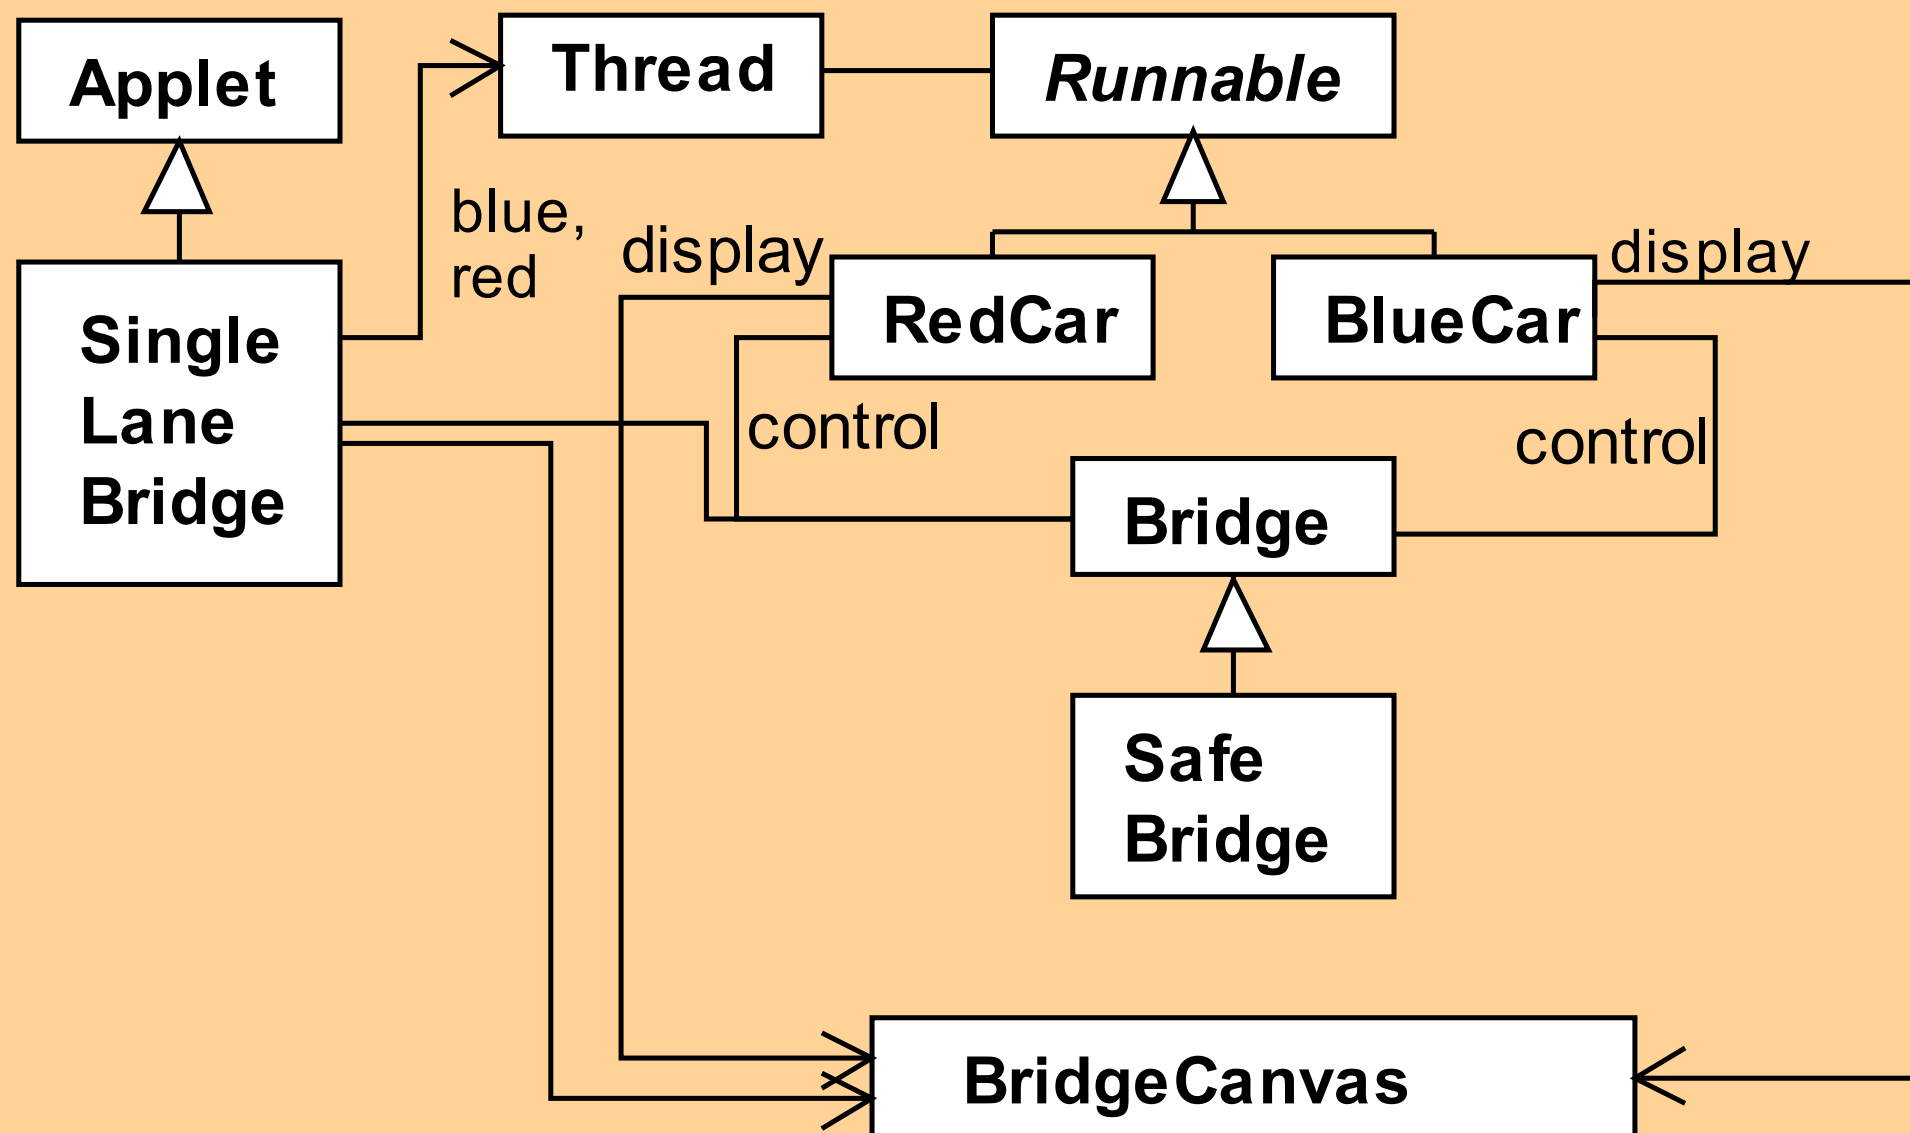 Applet
Thread
Runnable
blue,
red
display
display
Single
Lane
Bridge
RedCar
BlueCar
control
control
Bridge
Safe
Bridge
BridgeCanvas